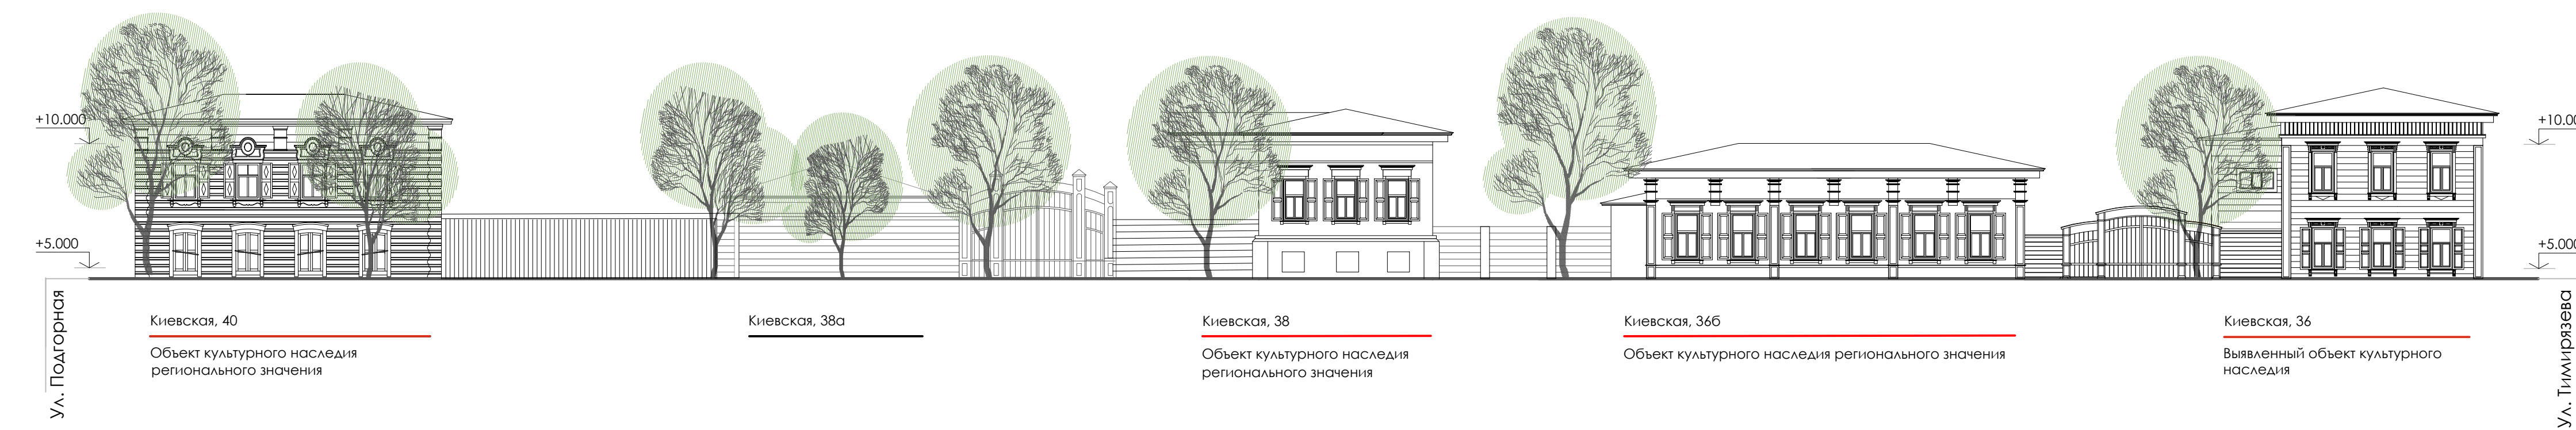 +10.000
+5.000
+10.00
+5.000
Ул. Подгорная
Киевская, 40
Объект культурного наследия
регионального значения
Киевская, 38а
Киевская, 38
Объект культурного наследия
регионального значения
Киевская, 36б
Объект культурного наследия регионального значения
Киевская, 36
Выявленный объект культурного
наследия
Ул. Тимирязева